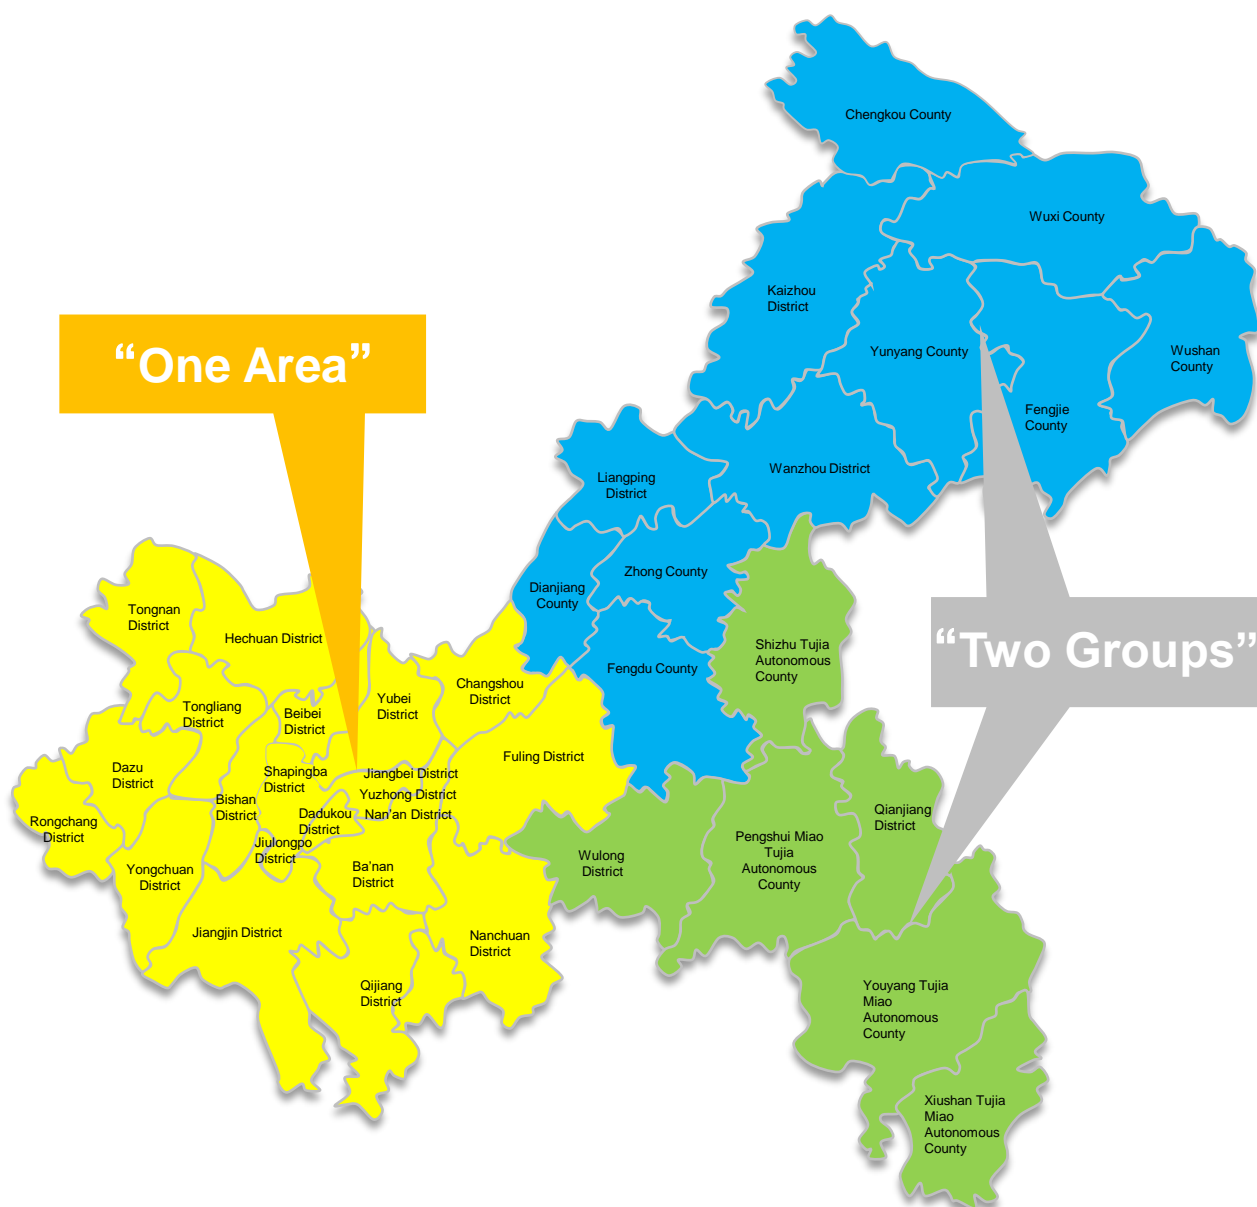 Chengkou County
Wuxi County
Kaizhou
District
Yunyang County
Wushan
County
Fengjie
County
“One Area”
Liangping
District
Wanzhou District
Zhong County
Dianjiang
County
Fengdu County
Shizhu Tujia
Autonomous
County
“Two Groups”
Tongnan
District
Hechuan District
Tongliang
District
Beibei
District
Yubei
District
Changshou
District
Fuling District
Dazu
District
Shapingba
District
Jiangbei District
Yuzhong District
Nan’an District
Bishan
District
Dadukou
District
Rongchang
District
Jiulongpo
District
Yongchuan
District
Ba’nan
District
Wulong
District
Pengshui Miao
Tujia
Autonomous
County
Qianjiang
District
Jiangjin District
Nanchuan
District
Qijiang
District
Youyang Tujia
Miao
Autonomous
County
Xiushan Tujia
Miao
Autonomous
County